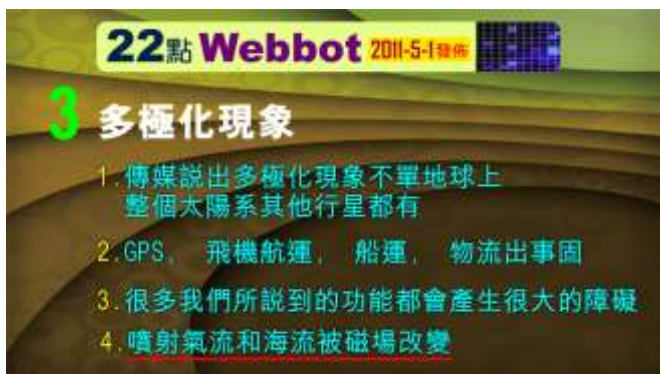 22點 Webbot 2011-5-1發佈
3 多極化現象
1.傳媒說出多極化現象不單地球上
整個太陽系其他行星都有
2.GPS, 飛機航運, 船運, 物流出事固
3.很多我們所說到的功能都會產生很大的障礙
4.噴射氣流和海流被磁場改變